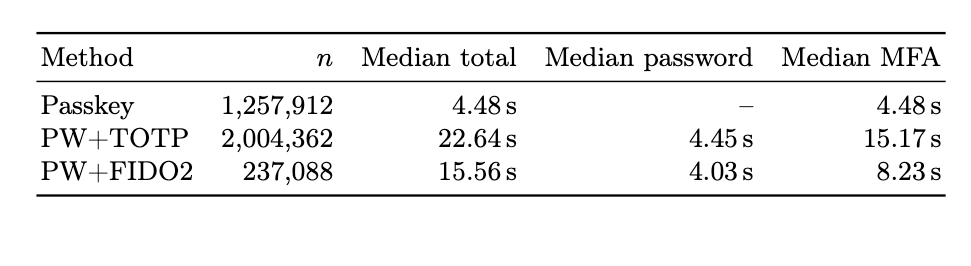 Method n Median total Median password Median MFA
Passkey 1,257,912 4.48 s – 4.48 s
PW+TOTP 2,004,362 22.64 s 4.45 s 15.17 s
PW+FIDO2 237,088 15.56 s 4.03 s 8.23 s